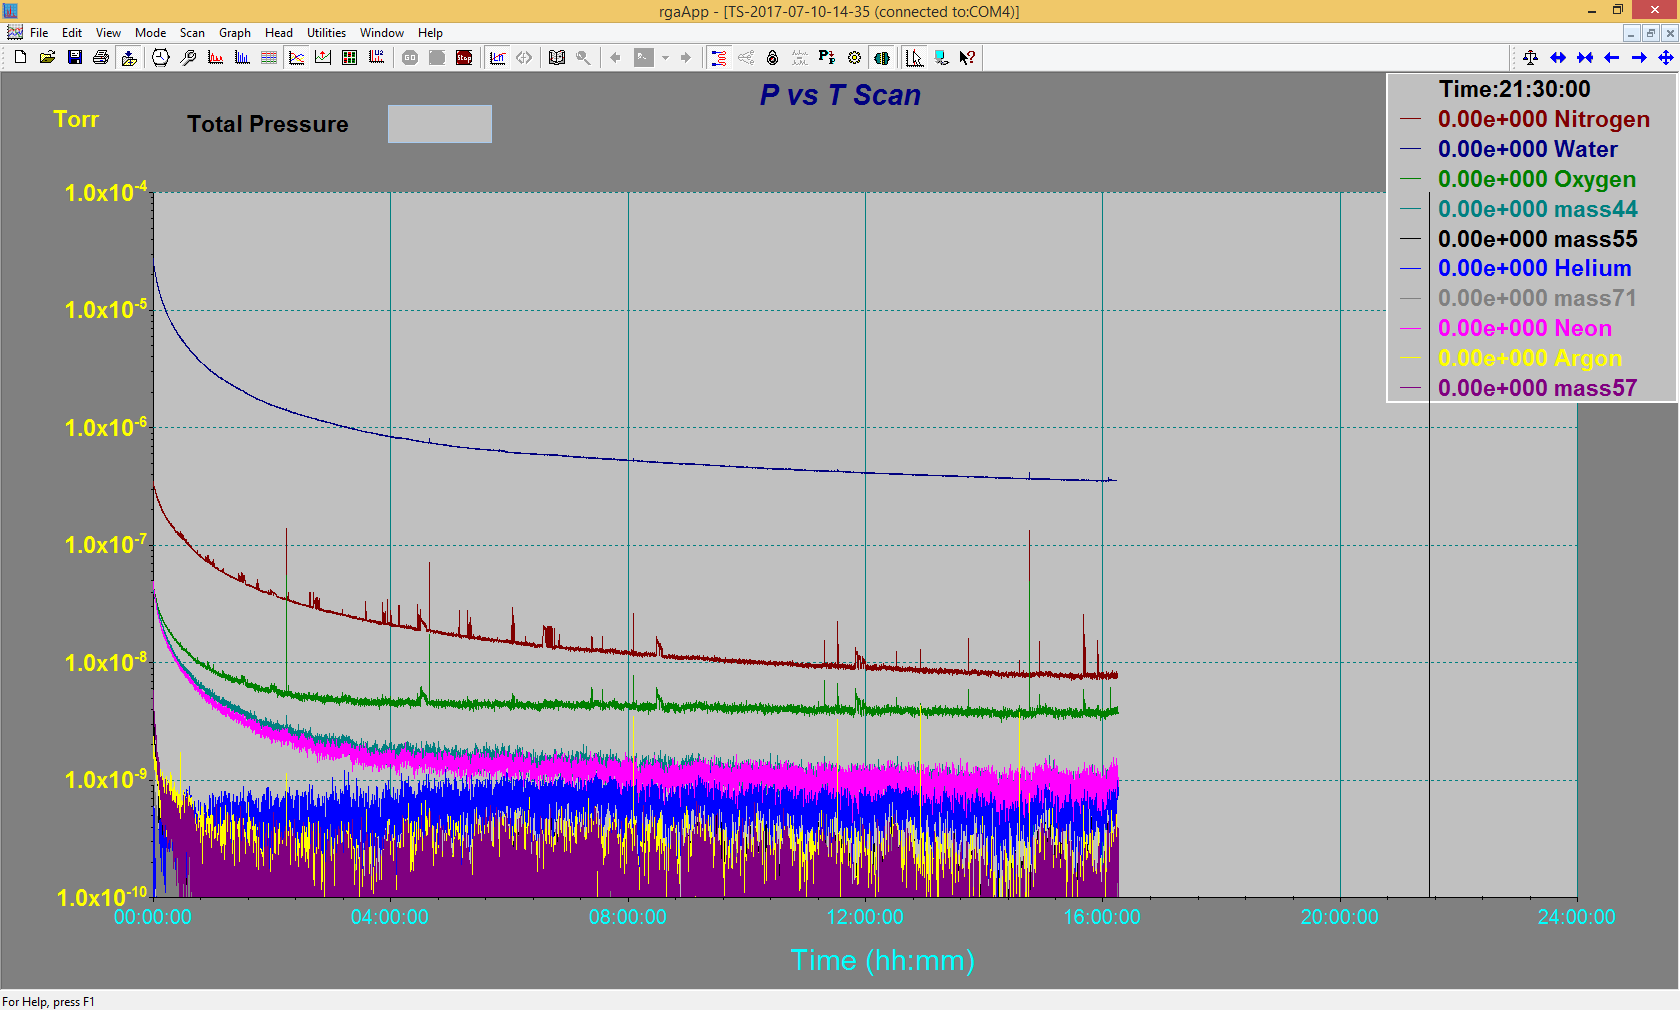 rgaApp - [TS-2017-07-10-14-35 (connected to:COM4)]
File Edit View Mode Scan Graph Head Utilities Window Help
GO Stop
P vs T Scan
Torr
Total Pressure
Time:21:30:00
0.00e+000 Nitrogen
0.00e+000 Water
0.00e+000 Oxygen
0.00e+000 mass44
0.00e+000 mass55
0.00e+000 Helium
0.00e+000 mass71
0.00e+000 Neon
0.00e+000 Argon
0.00e+000 mass57
1.0x10-4
1.0x10-5
1.0x10-6
1.0x10-7
1.0x10-8
1.0x10-9
1.0x10-10
00:00:00 04:00:00 08:00:00 12:00:00 16:00:00 20:00:00 24:00:00
Time (hh:mm)
For Help, press F1